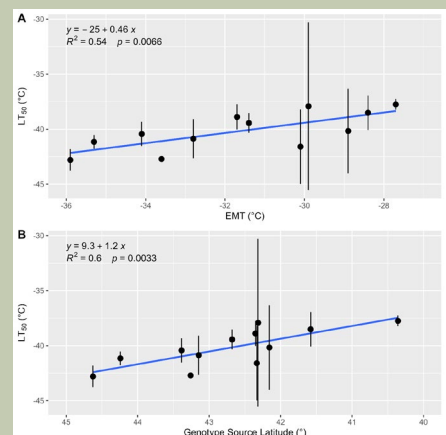 A
y = − 25 + 0.46 x
R² = 0.54 p = 0.0066
-30
-35
-40
-45
LT50 (°C)
-36
-34
-32
-30
-28
EMT (°C)
B
y = 9.3 + 1.2 x
R² = 0.6 p = 0.0033
-30
-35
-40
-45
LT50 (°C)
45
44
43
42
41
40
Genotype Source Latitude (°)